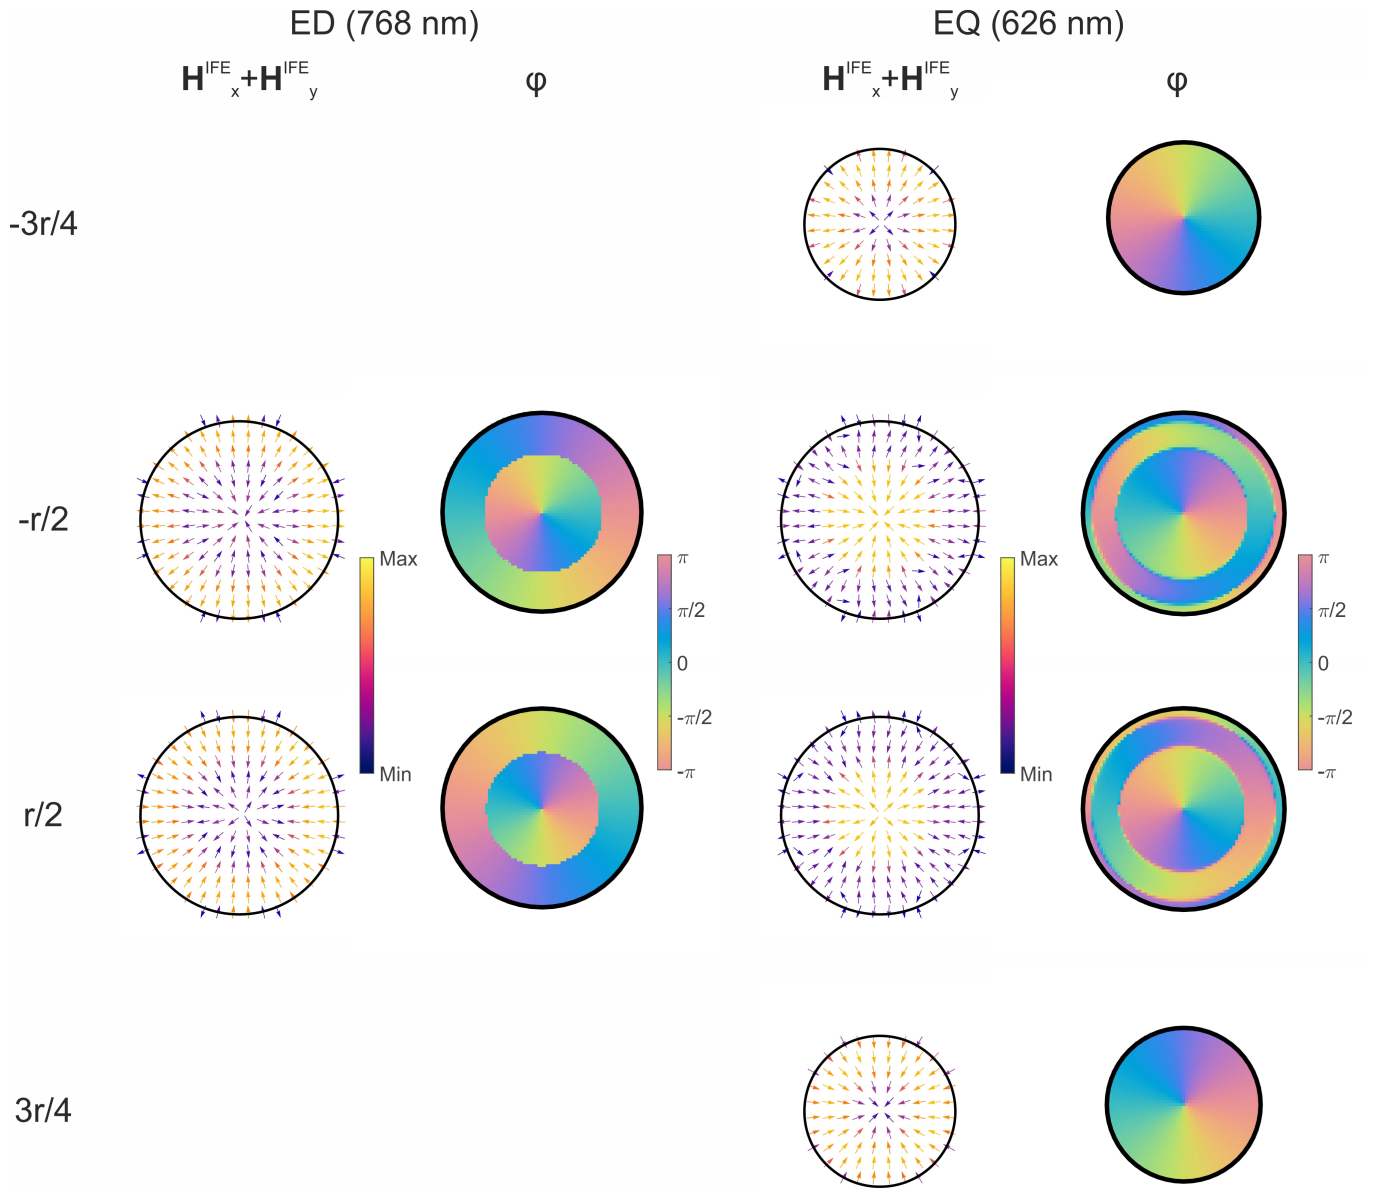 ED (768 nm) EQ (626 nm)
H^IFE_x+H^IFE_y φ H^IFE_x+H^IFE_y φ
-3r/4
-r/2
Max π Max π
π/2 π/2
0 0
-π/2 -π/2
Min -π Min -π
r/2
3r/4